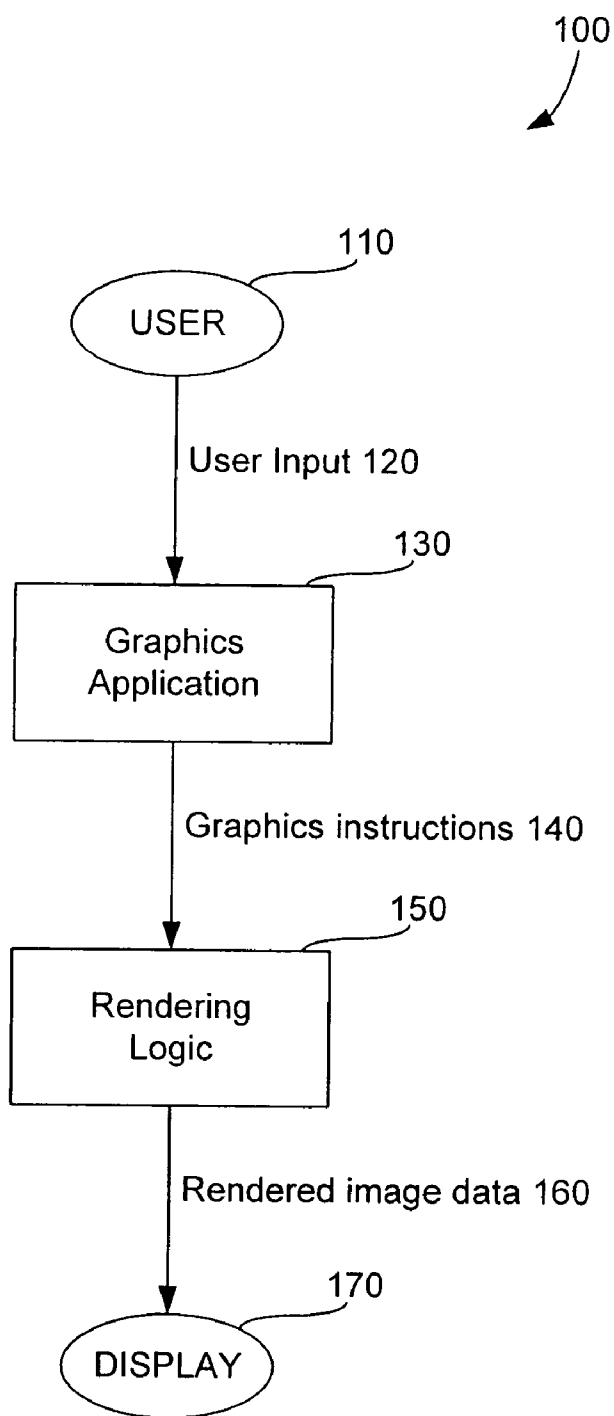 100
110
USER
User Input 120
130
Graphics
Application
Graphics instructions 140
150
Rendering
Logic
Rendered image data 160
170
DISPLAY